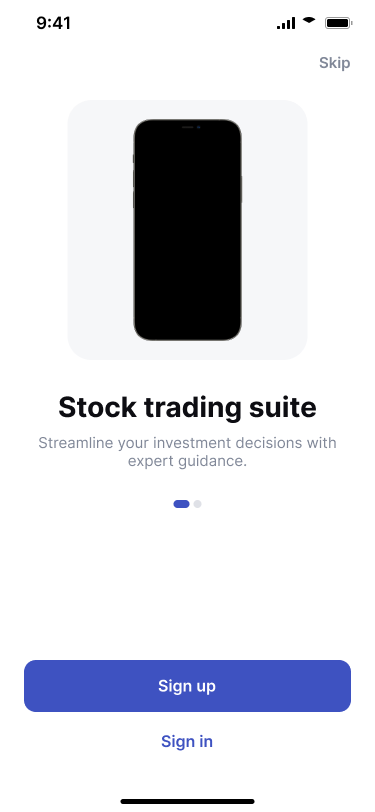 9:41
Skip
Stock trading suite
Streamline your investment decisions with
expert guidance.
Sign up
Sign in